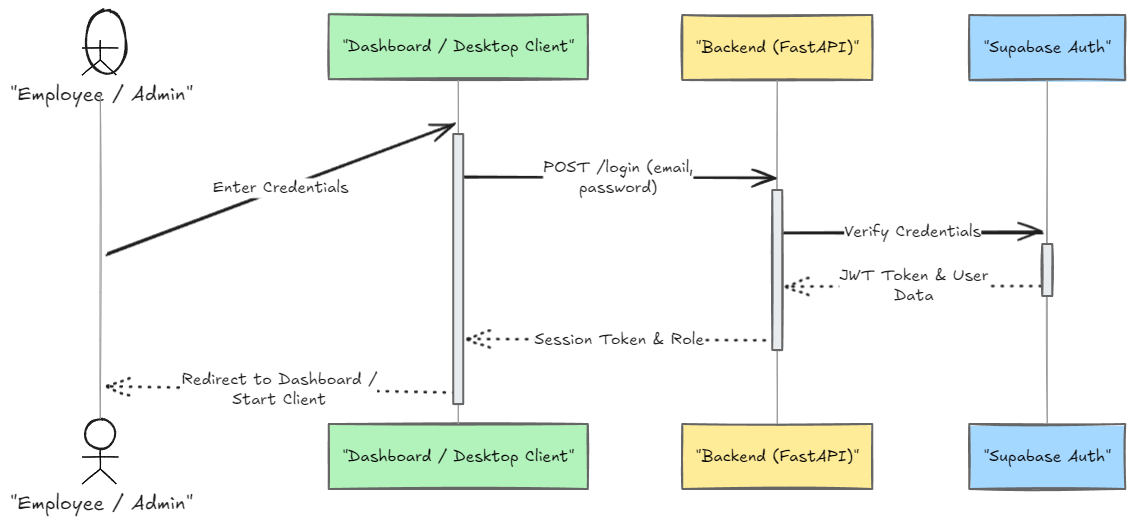 "Dashboard / Desktop Client"
"Backend (FastAPI)"
"Supabase Auth"
"Employee / Admin"
Enter Credentials
POST /login (email,
password)
Verify Credentials
JWT Token & User
Data
Session Token & Role
Redirect to Dashboard /
Start Client
"Dashboard / Desktop Client"
"Backend (FastAPI)"
"Supabase Auth"
"Employee / Admin"